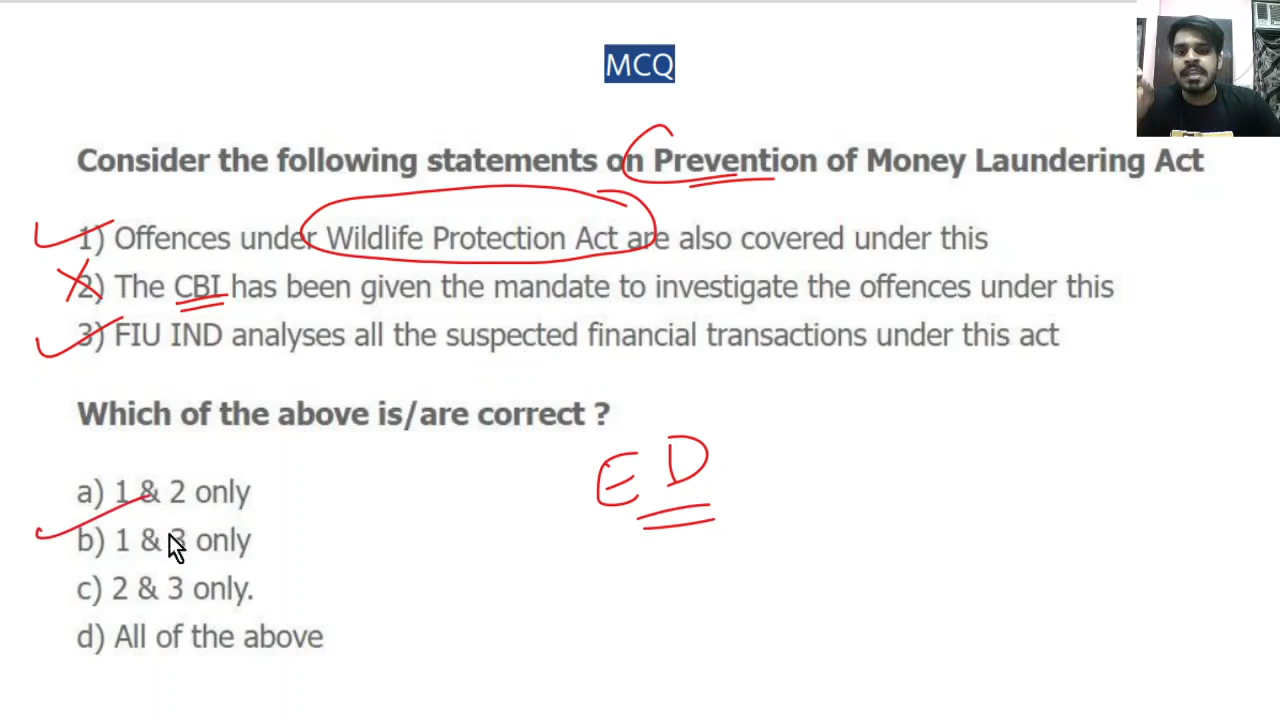 MCQ
Consider the following statements on Prevention of Money Laundering Act
1) Offences under Wildlife Protection Act are also covered under this
2) The CBI has been given the mandate to investigate the offences under this
3) FIU IND analyses all the suspected financial transactions under this act
Which of the above is/are correct ?
ED
a) 1 & 2 only
b) 1 & 3 only
c) 2 & 3 only.
d) All of the above